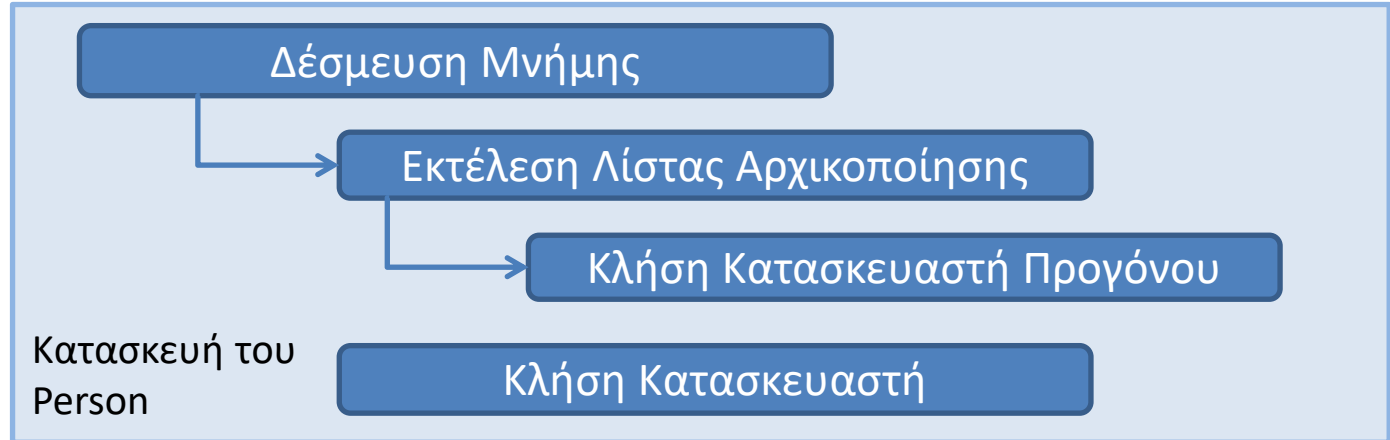 Δέσμευση Μνήμης
Εκτέλεση Λίστας Αρχικοποίησης
Κλήση Κατασκευαστή Προγόνου
Κατασκευή του
Person
Κλήση Κατασκευαστή